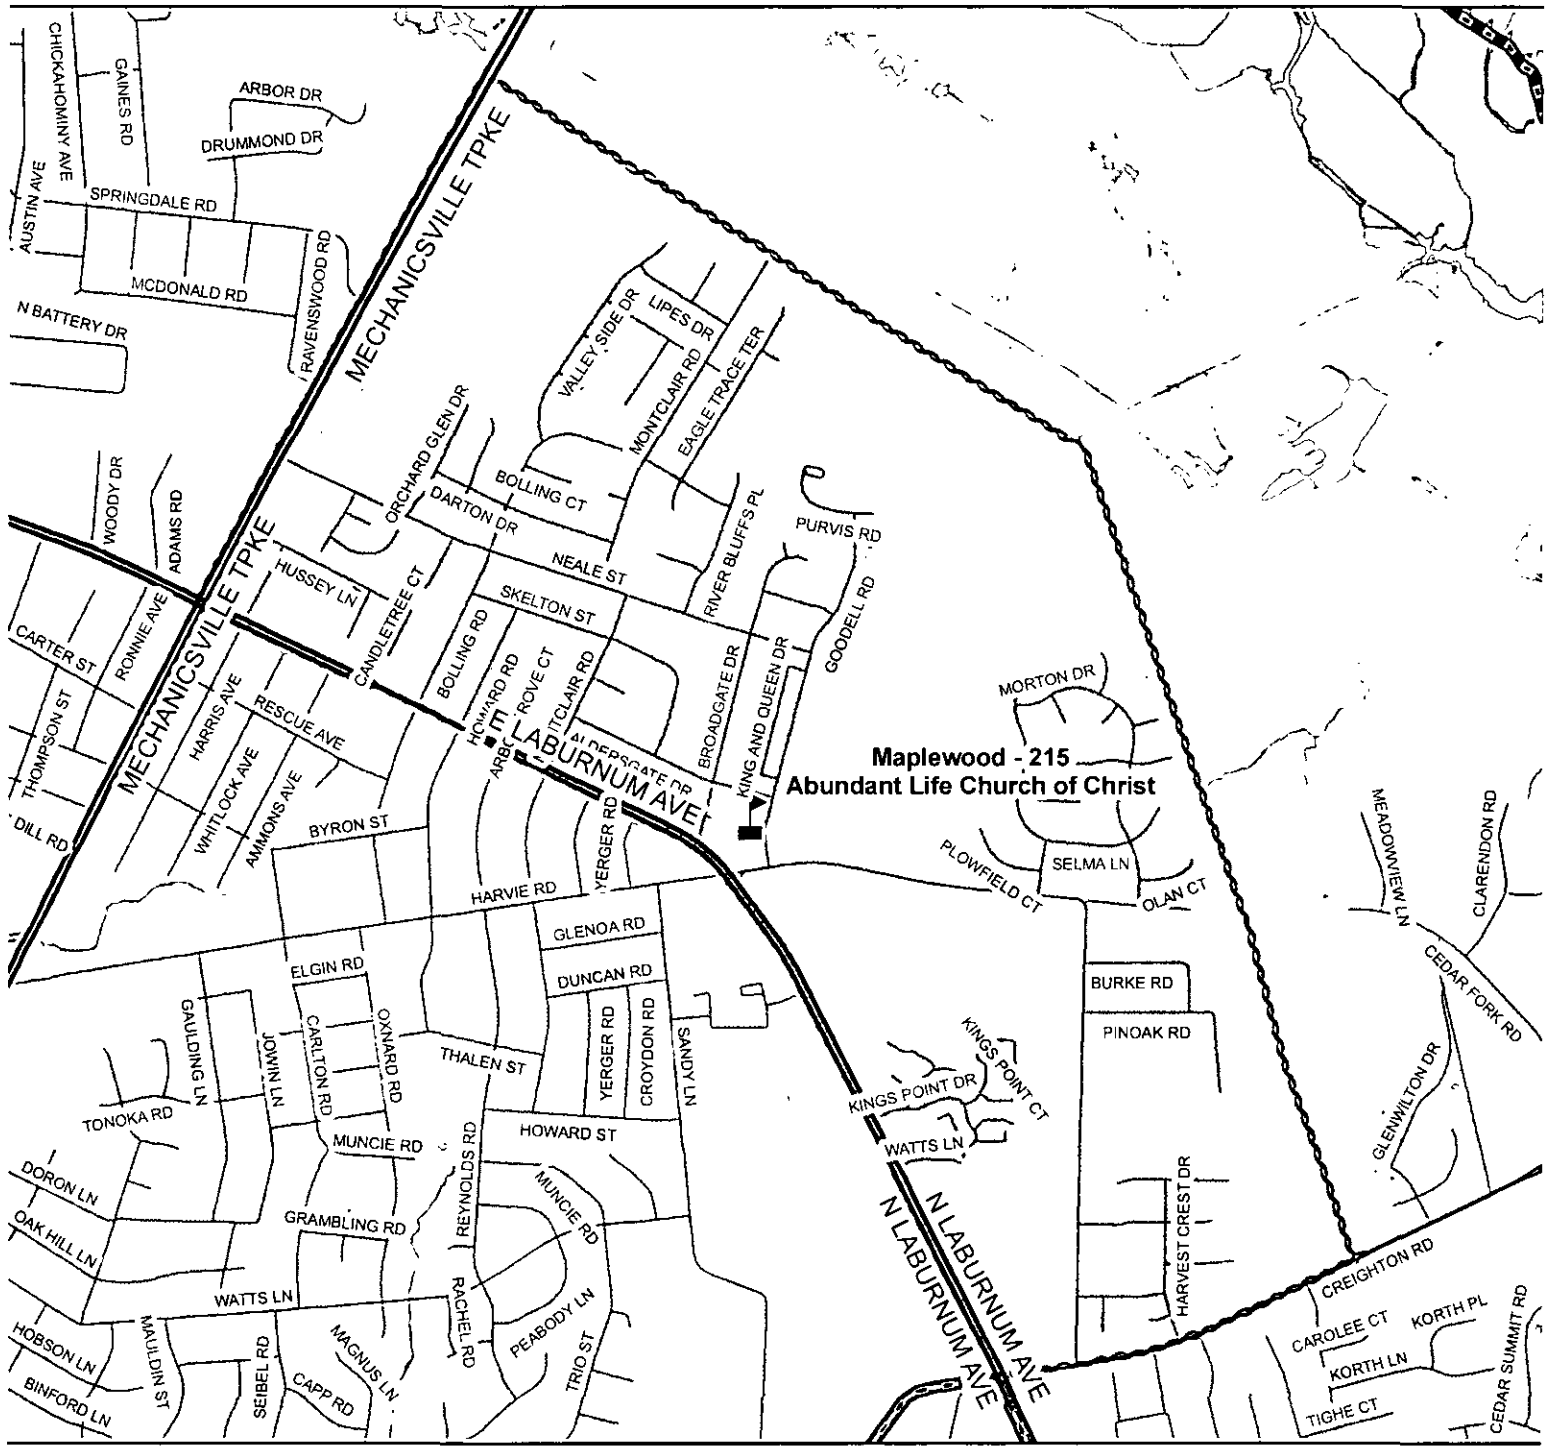 CHICKAHOMINY AVE
GAINES RD
ARBOR DR
DRUMMOND DR
AUSTIN AVE
SPRINGDALE RD
MCDONALD RD
N BATTERY DR
RAVENSWOOD RD
MECHANICSVILLE TPKE
VALLEY SIDE DR
LIPES DR
MONTCLAIR RD
EAGLE TRACE TER
ORCHARD GLEN DR
BOLLING CT
DARTON DR
WOODY DR
ADAMS RD
PURVIS RD
RIVER BLUFFS PL
NEALE ST
HUSSEY LN
CANDLETREE CT
SKELTON ST
GOODELL RD
CARTER ST
RONNIE AVE
MECHANICSVILLE TPKE
THOMPSON ST
HARRIS AVE
RESCUE AVE
WHITLOCK AVE
AMMONS AVE
BOLLING RD
HOWARD RD
ROVE CT
ARBO
TCLAIR RD
BROADGATE DR
KING AND QUEEN DR
ALDERSGATE DR
E LABURNUM AVE
MORTON DR
Maplewood - 215
Abundant Life Church of Christ
DILL RD
BYRON ST
YERGER RD
HARVIE RD
PLOWFIELD CT
SELMA LN
OLAN CT
MEADOWVIEW LN
CLARENDON RD
CEDAR FORK RD
GLENOA RD
ELGIN RD
DUNCAN RD
BURKE RD
PINOAK RD
GAULDING LN
JOWIN LN
CARLTON RD
OXNARD RD
THALEN ST
YERGER RD
CROYDON RD
SANDY LN
KINGS POINT DR
KINGS POINT CT
GLENWILTON DR
TONOKA RD
MUNCIE RD
HOWARD ST
WATTS LN
REYNOLDS RD
MUNCIE RD
DORON LN
OAK HILL LN
GRAMBLING RD
N LABURNUM AVE
N LABURNUM AVE
HARVEST CREST DR
CREIGHTON RD
WATTS LN
RACHEL RD
PEABODY LN
TRIO ST
HOBSON LN
BINFORD LN
MAULDIN ST
SEIBEL RD
MAGNUS LN
CAPP RD
CAROLEE CT
KORTH PL
KORTH LN
TIGHE CT
CEDAR SUMMIT RD